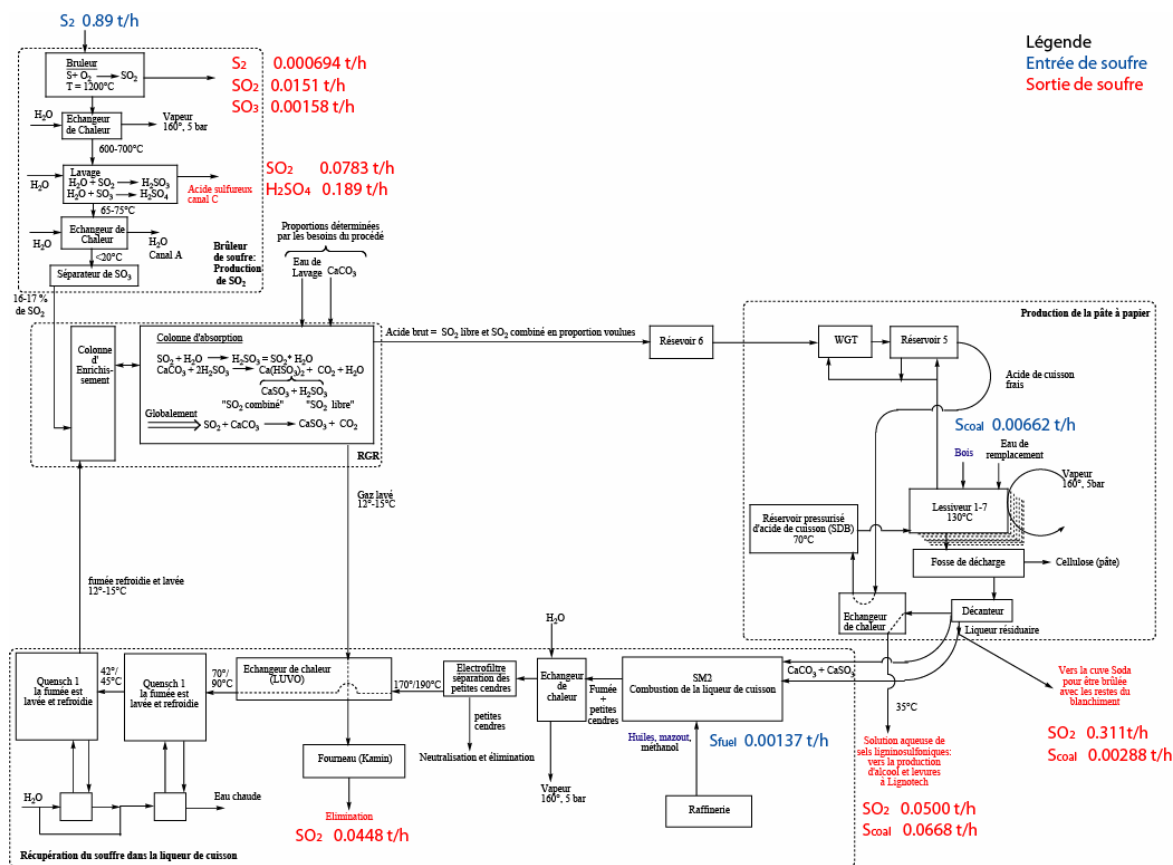 S₂ 0.89 t/h
Légende
Entrée de soufre
Sortie de soufre
Bruleur
S+ O₂ → SO₂
T = 1200°C
S₂ 0.000694 t/h
SO₂ 0.0151 t/h
SO₃ 0.00158 t/h
H₂O
Echangeur
de Chaleur
Vapeur
160°, 5 bar
600-700°C
Lavage
H₂O + SO₂ → H₂SO₃
H₂O + SO₃ → H₂SO₄
H₂O
Acide sulfureux
canal C
SO₂ 0.0783 t/h
H₂SO₄ 0.189 t/h
65-75°C
Echangeur de
Chaleur
H₂O
H₂O
Canal A
<20°C
Séparateur de SO₃
Brûleur
de soufre:
Production
de SO₂
16-17 %
de SO₂
Proportions déterminées
par les besoins du procédé
Eau de
Lavage
CaCO₃
Colonne
d'
Enrichis-
sement
Colonne d'absorption
SO₂ + H₂O → H₂SO₃ = SO₂* H₂O
CaCO₃ + 2H₂SO₃ → Ca(HSO₃)₂ + CO₂ + H₂O
CaSO₃ + H₂SO₃
"SO₂ combiné" "SO₂ libre"
Globalement
SO₂ + CaCO₃ → CaSO₃ + CO₂
RGR
Acide brut = SO₂ libre et SO₂ combiné en proportion voulues
Résevoir 6
Production de la pâte à papier
WGT
Réservoir 5
Acide de cuisson
frais
Scoal 0.00662 t/h
Bois
Eau de
remplacement
Vapeur
160°, 5bar
Lessiveur 1-7
130°C
Réservoir pressurisé
d'acide de cuisson (SDB)
70°C
Fosse de décharge
Cellulose (pâte)
Echangeur
de chaleur
Décanteur
Liqueur résiduaire
Gaz lavé
12°-15°C
fumée refroidie et lavée
12°-15°C
Quensch 1
la fumée est
lavée et refroidie
42°/
45°C
Quensch 1
la fumée est
lavée et refroidie
70°/
90°C
Echangeur de chaleur
(LUVO)
170°/190°C
Electrofiltre
séparation des
petites cendres
H₂O
Echangeur
de
chaleur
Fumée
+
petites
cendres
SM2
Combustion de la liqueur de cuisson
CaCO₃ + CaSO₃
35°C
Vers la cuve Soda
pour être brûlée
avec les restes du
blanchiment
SO₂ 0.311t/h
Scoal 0.00288 t/h
petites
cendres
Neutralisation et élimination
Vapeur
160°, 5 bar
Huiles, mazout,
méthanol
Sfuel 0.00137 t/h
Solution aqueuse de
sels ligninosulfoniques:
vers la production
d'alcool et levures
à Lignotech
SO₂ 0.0500 t/h
Scoal 0.0668 t/h
Fourneau (Kamin)
Raffinerie
H₂O
Eau chaude
Elimination
SO₂ 0.0448 t/h
Récupération du souffre dans la liqueur de cuisson